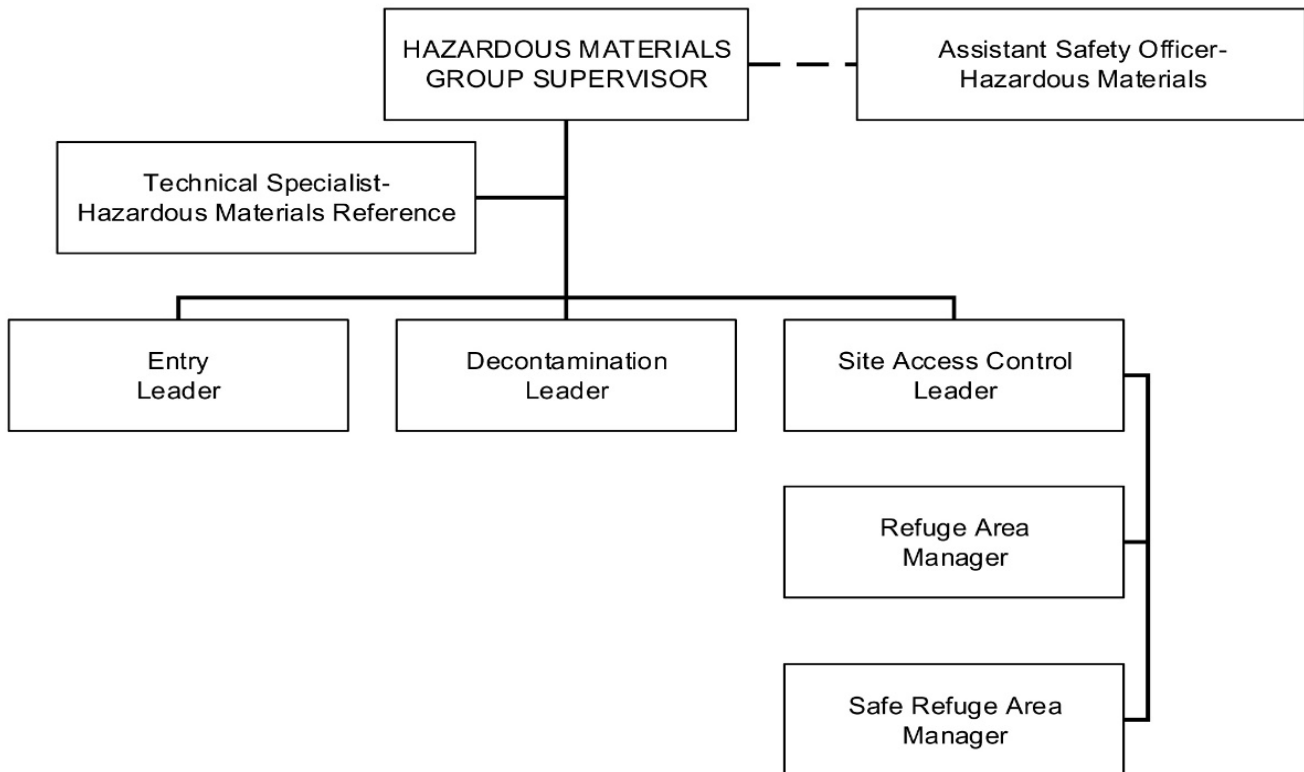 HAZARDOUS MATERIALS
GROUP SUPERVISOR
Assistant Safety Officer-
Hazardous Materials
Technical Specialist-
Hazardous Materials Reference
Entry
Leader
Decontamination
Leader
Site Access Control
Leader
Refuge Area
Manager
Safe Refuge Area
Manager